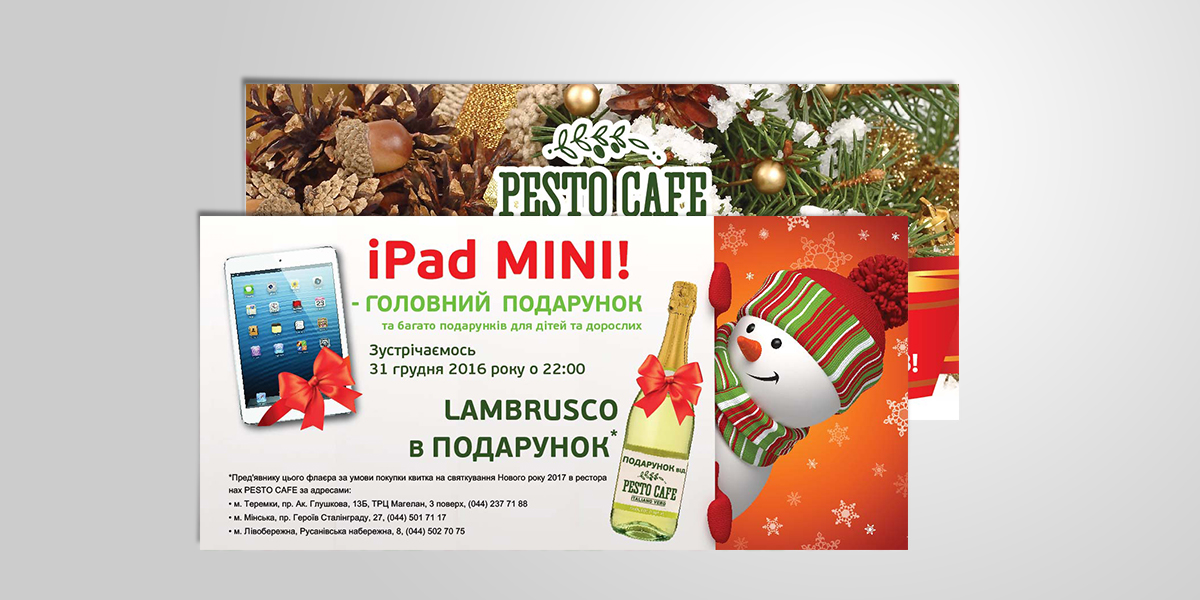 PESTO CAFE
iPad MINI!
- ГОЛОВНИЙ ПОДАРУНОК
та багато подарунків для дітей та дорослих
Зустрічаємось
31 грудня 2016 року о 22:00
LAMBRUSCO
в ПОДАРУНОК*
*Пред'явнику цього флаєра за умови покупки квитка на святкування Нового року 2017 в рестора
нах PESTO CAFE за адресами:
• м. Теремки, пр. Ак. Глушкова, 13Б, ТРЦ Магелан, 3 поверх, (044) 237 71 88
• м. Мінська, пр. Героїв Сталінграду, 27, (044) 501 71 17
• м. Лівобережна, Русанівська набережна, 8, (044) 502 70 75
ПОДАРУНОК ВІД
PESTO CAFE
ITALIANO VERO